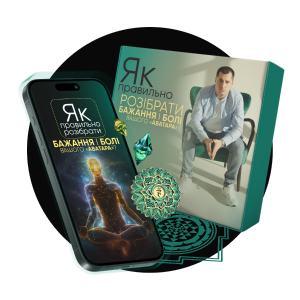 Як
правильно
розібрати
БАЖАННЯ І БОЛІ
ВАШОГО «АВАТАРА»?
Як
правильно
РОЗІБРАТИ
БАЖАННЯ І БОЛІ
ВАШОГО «АВАТАРА»